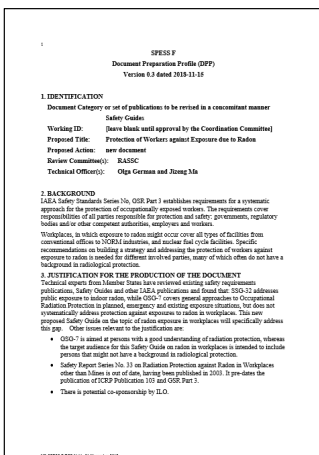 1
SPESS F
Document Preparation Profile (DPP)
Version 0.3 dated 2018-11-15
1. IDENTIFICATION
Document Category or set of publications to be revised in a concomitant manner
Safety Guides
Working ID: [leave blank until approval by the Coordination Committee]
Proposed Title: Protection of Workers against Exposure due to Radon
Proposed Action: new document
Review Committee(s): RASSC
Technical Officer(s): Olga German and Jizeng Ma
2. BACKGROUND
IAEA Safety Standards Series No, GSR Part 3 establishes requirements for a systematic
approach for the protection of occupationally exposed workers. The requirements cover
responsibilities of all parties responsible for protection and safety: governments, regulatory
bodies and/or other competent authorities, employers and workers.
Workplaces, in which exposure to radon might occur cover all types of facilities from
conventional offices to NORM industries, and nuclear fuel cycle facilities. Specific
recommendations on building a strategy and addressing the protection of workers against
exposure to radon is needed for different involved parties, many of which often do not have a
background in radiological protection.
3. JUSTIFICATION FOR THE PRODUCTION OF THE DOCUMENT
Technical experts from Member States have reviewed existing safety requirements
publications, Safety Guides and other IAEA publications and found that: SSG-32 addresses
public exposure to indoor radon, while GSG-7 covers general approaches to Occupational
Radiation Protection in planned, emergency and existing exposure situations, but does not
systematically address protection against exposures to radon in workplaces. This new
proposed Safety Guide on the topic of radon exposure in workplaces will specifically address
this gap. Other issues relevant to the justification are:
• GSG-7 is aimed at persons with a good understanding of radiation protection, whereas
the target audience for this Safety Guide on radon in workplaces is intended to include
persons that might not have a background in radiological protection.
• Safety Report Series No. 33 on Radiation Protection against Radon in Workplaces
other than Mines is out of date, having been published in 2003. It pre-dates the
publication of ICRP Publication 103 and GSR Part 3.
• There is potential co-sponsorship by ILO.